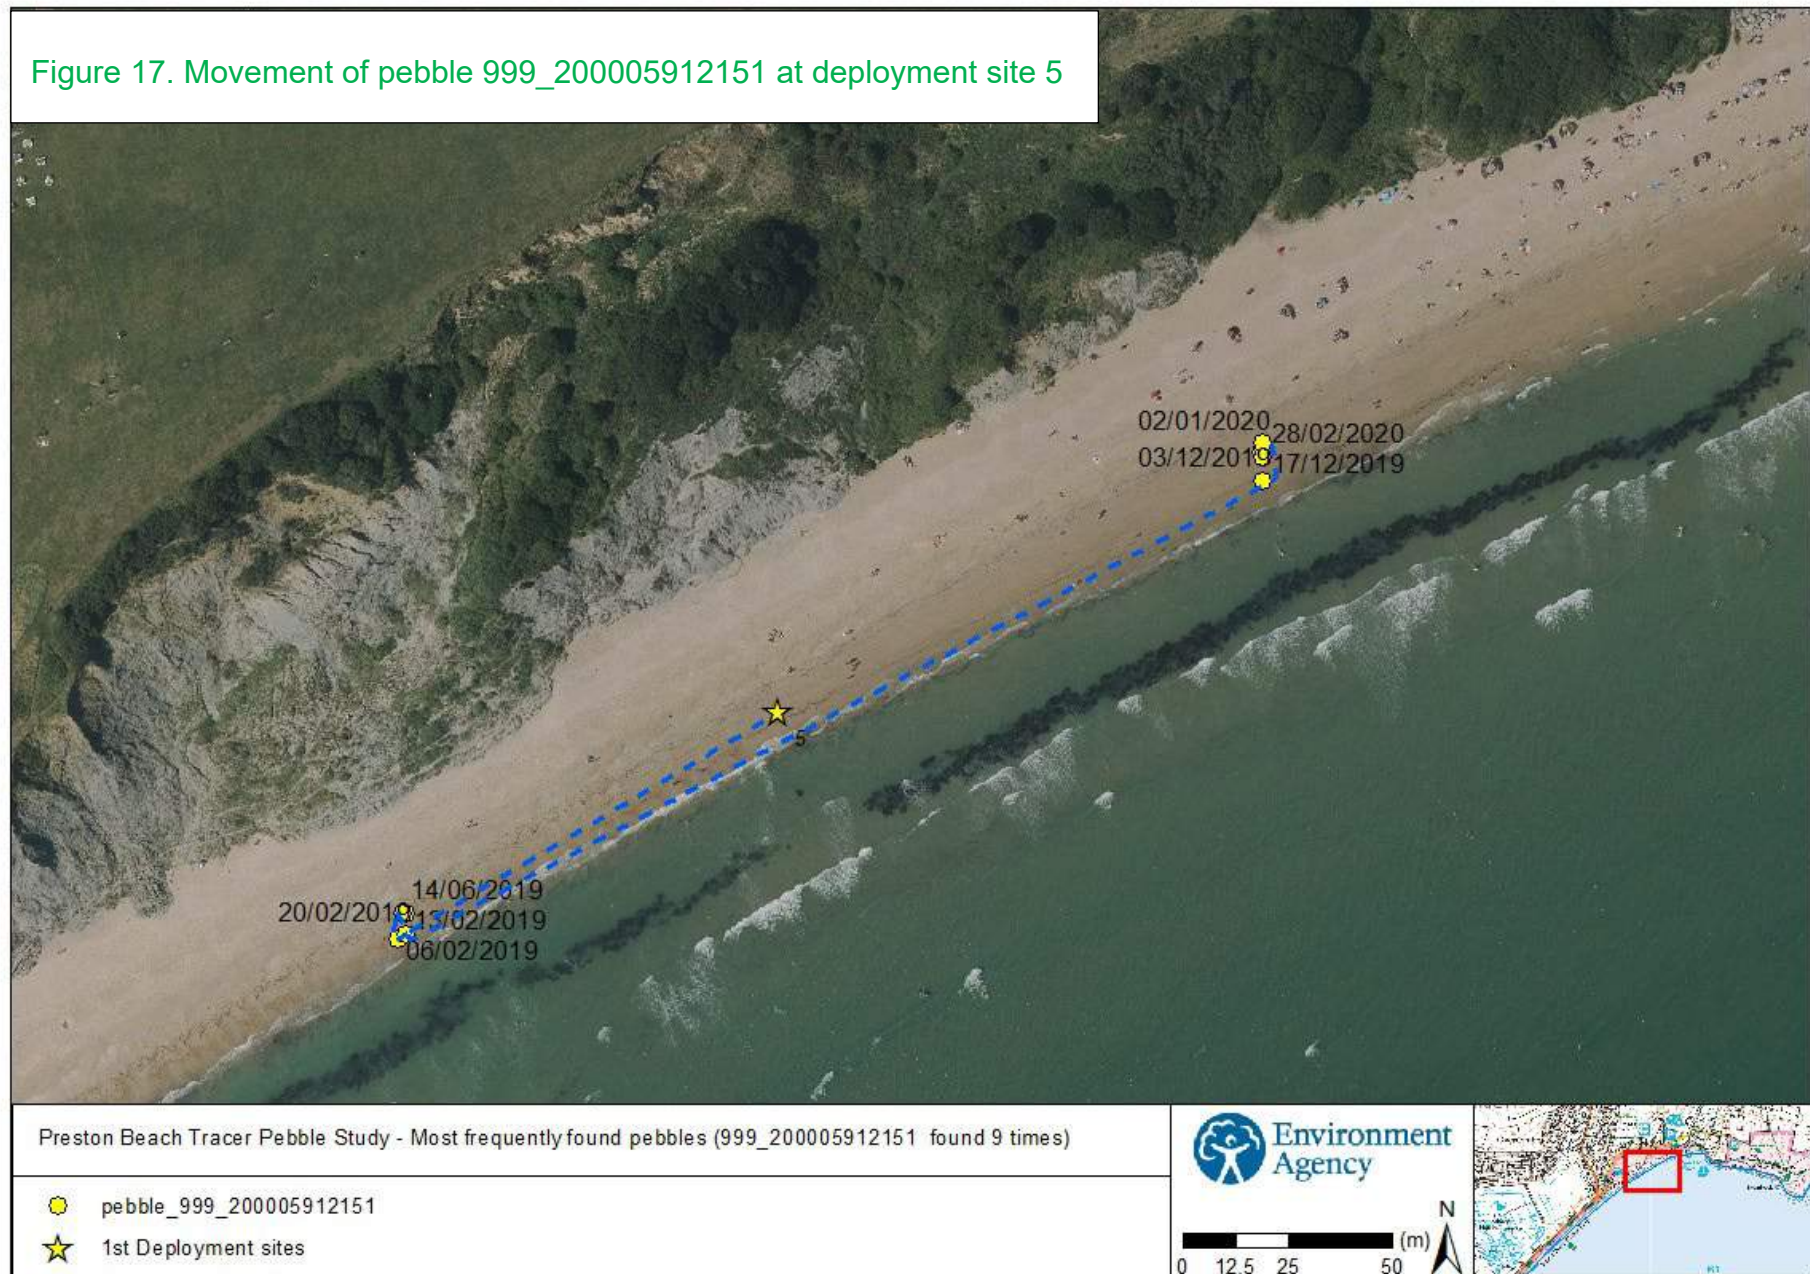 Figure 17. Movement of pebble 999_200005912151 at deployment site 5
02/01/2020
28/02/2020
03/12/2019
17/12/2019
5
14/06/2019
20/02/2019
13/02/2019
06/02/2019
Preston Beach Tracer Pebble Study - Most frequently found pebbles (999_200005912151 found 9 times)
pebble_999_200005912151
1st Deployment sites
Environment
Agency
N
(m)
0 12.5 25 50